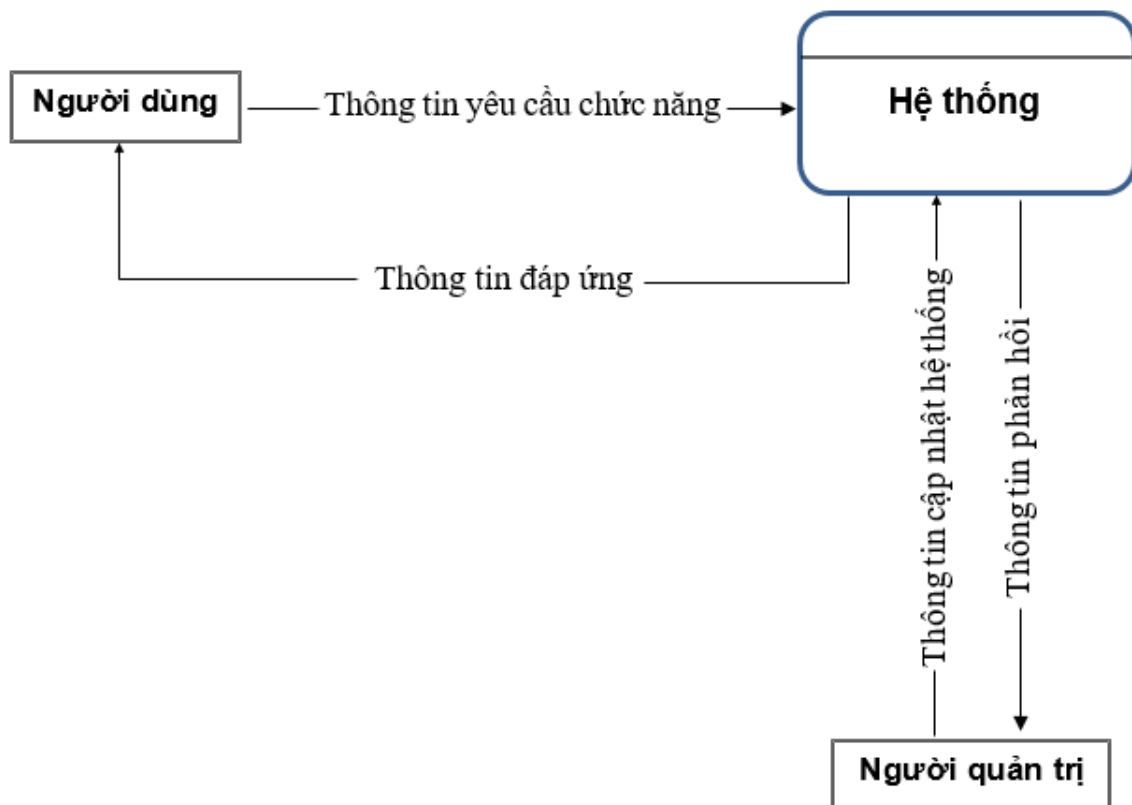 Người dùng
Thông tin yêu cầu chức năng
Hệ thống
Thông tin đáp ứng
Thông tin cập nhật hệ thống
Thông tin phản hồi
Người quản trị